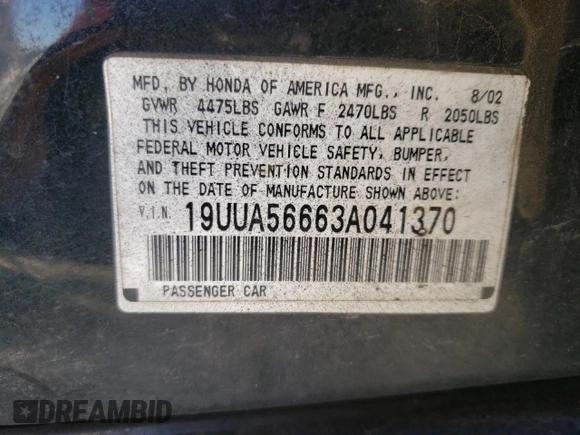 MFD. BY HONDA OF AMERICA MFG., INC. 8/02
GVWR 4475LBS GAWR F 2470LBS R 2050LBS
THIS VEHICLE CONFORMS TO ALL APPLICABLE
FEDERAL MOTOR VEHICLE SAFETY, BUMPER,
AND THEFT PREVENTION STANDARDS IN EFFECT
ON THE DATE OF MANUFACTURE SHOWN ABOVE:
V.I.N. 19UUA56663A041370
PASSENGER CAR
DREAMBID